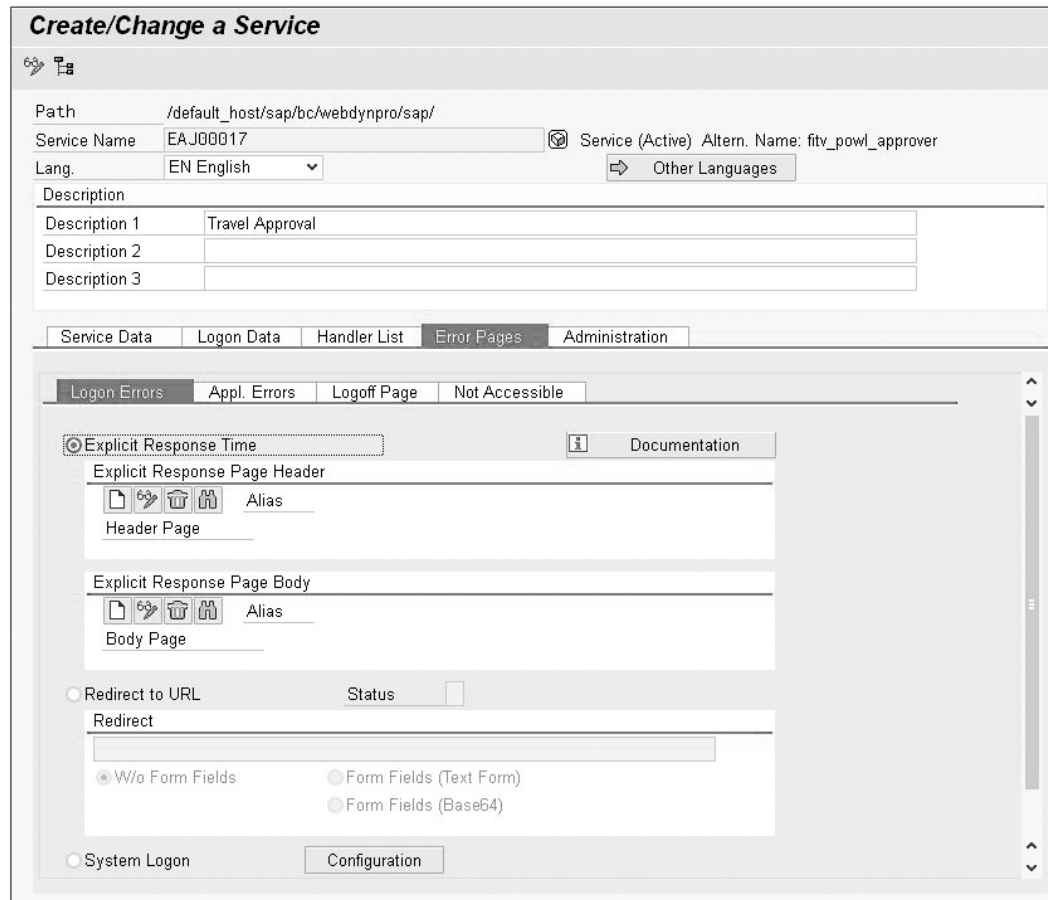 Create/Change a Service
Path /default_host/sap/bc/webdynpro/sap/
Service Name EAJ00017 Service (Active) Altern. Name: fitv_powl_approver
Lang. EN English Other Languages
Description
Description 1 Travel Approval
Description 2
Description 3
Service Data Logon Data Handler List Error Pages Administration
Logon Errors Appl. Errors Logoff Page Not Accessible
Explicit Response Time Documentation
Explicit Response Page Header
Alias
Header Page
Explicit Response Page Body
Alias
Body Page
Redirect to URL Status
Redirect
W/o Form Fields Form Fields (Text Form)
Form Fields (Base64)
System Logon Configuration